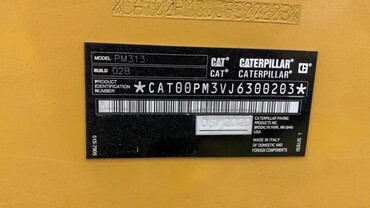 MODEL PM313
BUILD 02B
CAT CATERPILLAR
CAT CATERPILLAR
PRODUCT
IDENTIFICATION
NUMBER
*CAT00PM3VJ6300203*
CATERPILLAR PAVING
PRODUCTS INC.
BROOKLYN PARK, MN
USA
MADE IN ITALY
OF DOMESTIC AND
FOREIGN COMPONENTS
ISSUE 1